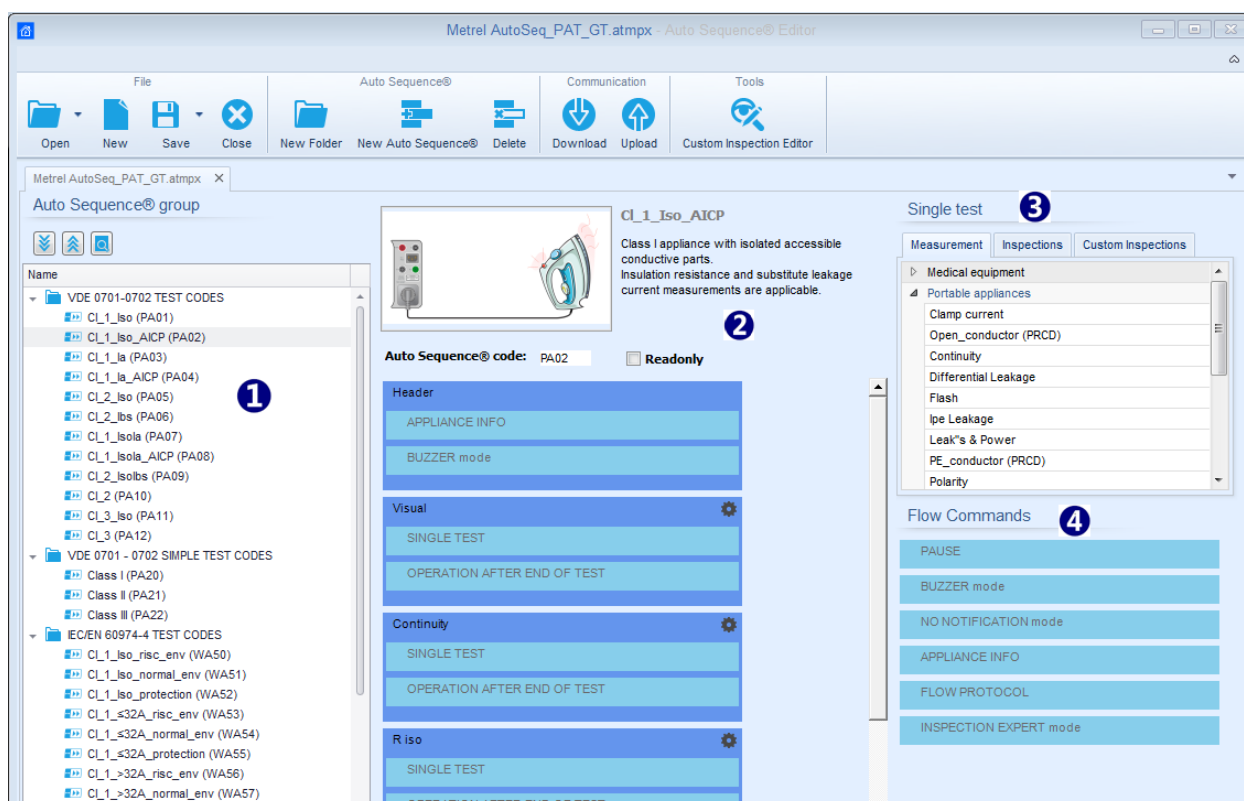 Metrel AutoSeq_PAT_GT.atmpx - Auto Sequence® Editor
File
Auto Sequence®
Communication
Tools
Open
New
Save
Close
New Folder
New Auto Sequence®
Delete
Download
Upload
Custom Inspection Editor
Metrel AutoSeq_PAT_GT.atmpx
Auto Sequence® group
1
Name
VDE 0701-0702 TEST CODES
Cl_1_Iso (PA01)
Cl_1_Iso_AICP (PA02)
Cl_1_Ia (PA03)
Cl_1_Ia_AICP (PA04)
Cl_2_Iso (PA05)
Cl_2_Ibs (PA06)
Cl_1_IsoIa (PA07)
Cl_1_IsoIa_AICP (PA08)
Cl_2_IsoIbs (PA09)
Cl_2 (PA10)
Cl_3_Iso (PA11)
Cl_3 (PA12)
VDE 0701 - 0702 SIMPLE TEST CODES
Class I (PA20)
Class II (PA21)
Class III (PA22)
IEC/EN 60974-4 TEST CODES
Cl_1_Iso_risc_env (WA50)
Cl_1_Iso_normal_env (WA51)
Cl_1_Iso_protection (WA52)
Cl_1_≤32A_risc_env (WA53)
Cl_1_≤32A_normal_env (WA54)
Cl_1_≤32A_protection (WA55)
Cl_1_>32A_risc_env (WA56)
Cl_1_>32A_normal_env (WA57)
Cl_1_Iso_AICP
Class I appliance with isolated accessible
conductive parts.
Insulation resistance and substitute leakage
current measurements are applicable.
2
Auto Sequence® code: PA02
Readonly
Header
APPLIANCE INFO
BUZZER mode
Visual
SINGLE TEST
OPERATION AFTER END OF TEST
Continuity
SINGLE TEST
OPERATION AFTER END OF TEST
R iso
SINGLE TEST
OPERATION AFTER END OF TEST
Single test
3
Measurement
Inspections
Custom Inspections
Medical equipment
Portable appliances
Clamp current
Open_conductor (PRCD)
Continuity
Differential Leakage
Flash
Ipe Leakage
Leak"s & Power
PE_conductor (PRCD)
Polarity
Flow Commands
4
PAUSE
BUZZER mode
NO NOTIFICATION mode
APPLIANCE INFO
FLOW PROTOCOL
INSPECTION EXPERT mode